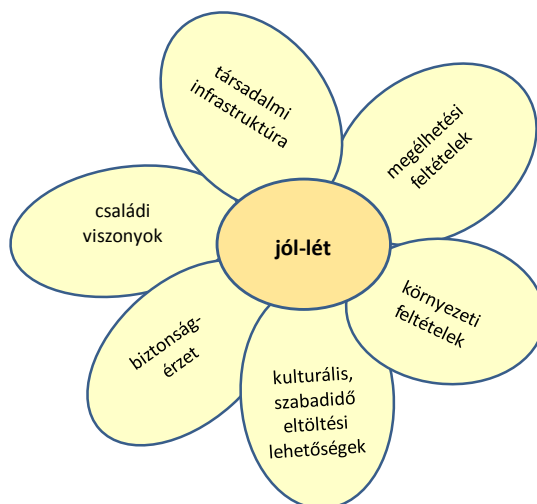 társadalmi
infrastruktúra
megélhetési
feltételek
családi
viszonyok
jól-lét
környezeti
feltételek
biztonság-
érzet
kulturális,
szabadidő
eltöltési
lehetőségek